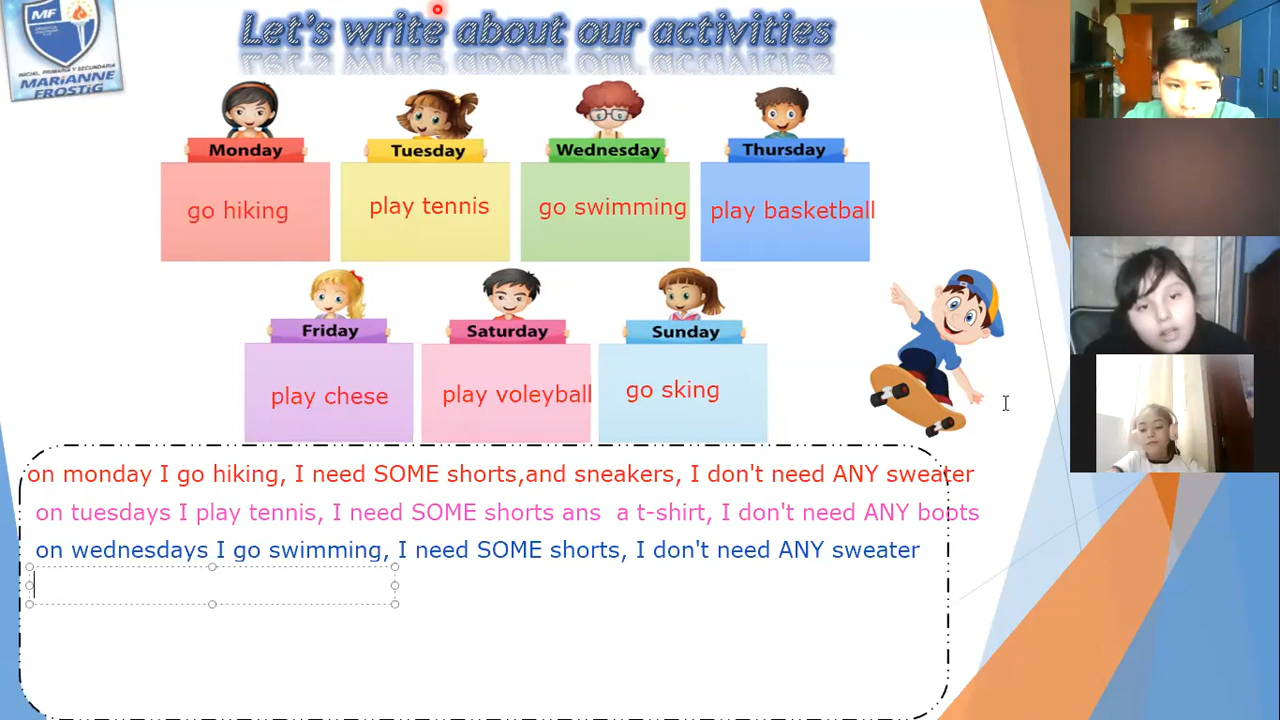 Let's write about our activities
MF
INICIAL, PRIMARIA Y SECUNDARIA
MARIANNE
FROSTIG
Monday
Tuesday
Wednesday
Thursday
go hiking
play tennis
go swimming
play basketball
Friday
Saturday
Sunday
play chese
play voleyball
go sking
on monday I go hiking, I need SOME shorts,and sneakers, I don't need ANY sweater
on tuesdays I play tennis, I need SOME shorts ans a t-shirt, I don't need ANY boots
on wednesdays I go swimming, I need SOME shorts, I don't need ANY sweater